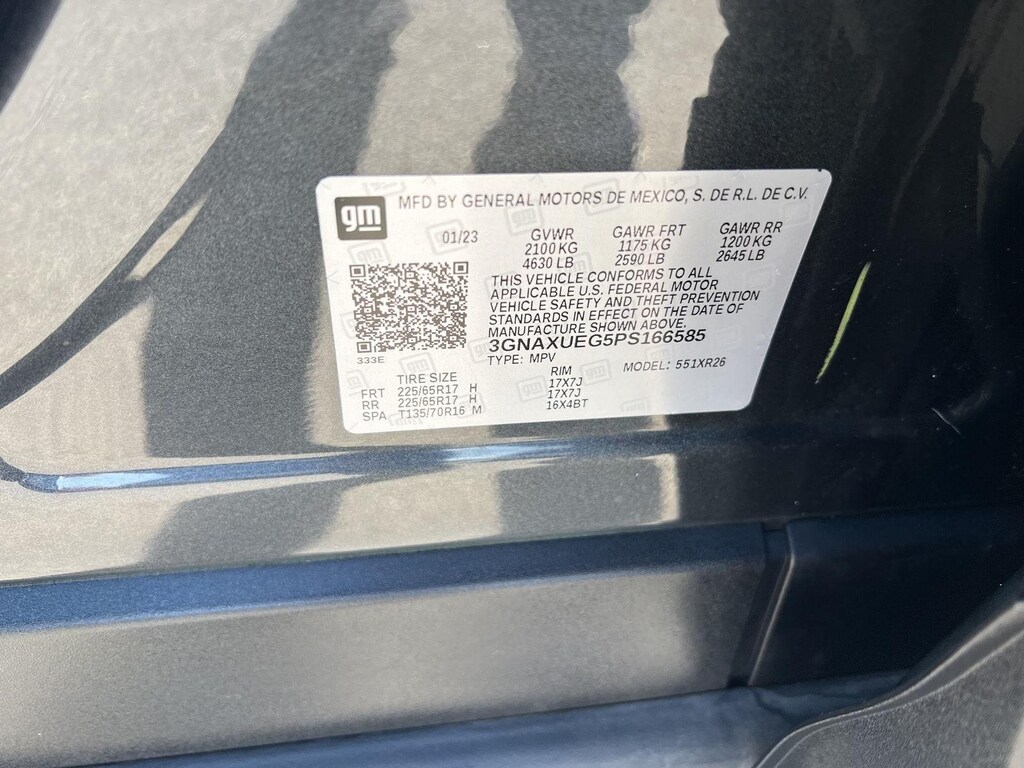 gm
MFD BY GENERAL MOTORS DE MEXICO, S. DE R.L. DE C.V.
01/23 GVWR GAWR FRT GAWR RR
2100 KG 1175 KG 1200 KG
4630 LB 2590 LB 2645 LB
THIS VEHICLE CONFORMS TO ALL
APPLICABLE U.S. FEDERAL MOTOR
VEHICLE SAFETY AND THEFT PREVENTION
STANDARDS IN EFFECT ON THE DATE OF
MANUFACTURE SHOWN ABOVE.
3GNAXUEG5PS166585
333E
TYPE: MPV MODEL: 551XR26
TIRE SIZE RIM
FRT 225/65R17 H 17X7J
RR 225/65R17 H 17X7J
SPA T135/70R16 M 16X4BT